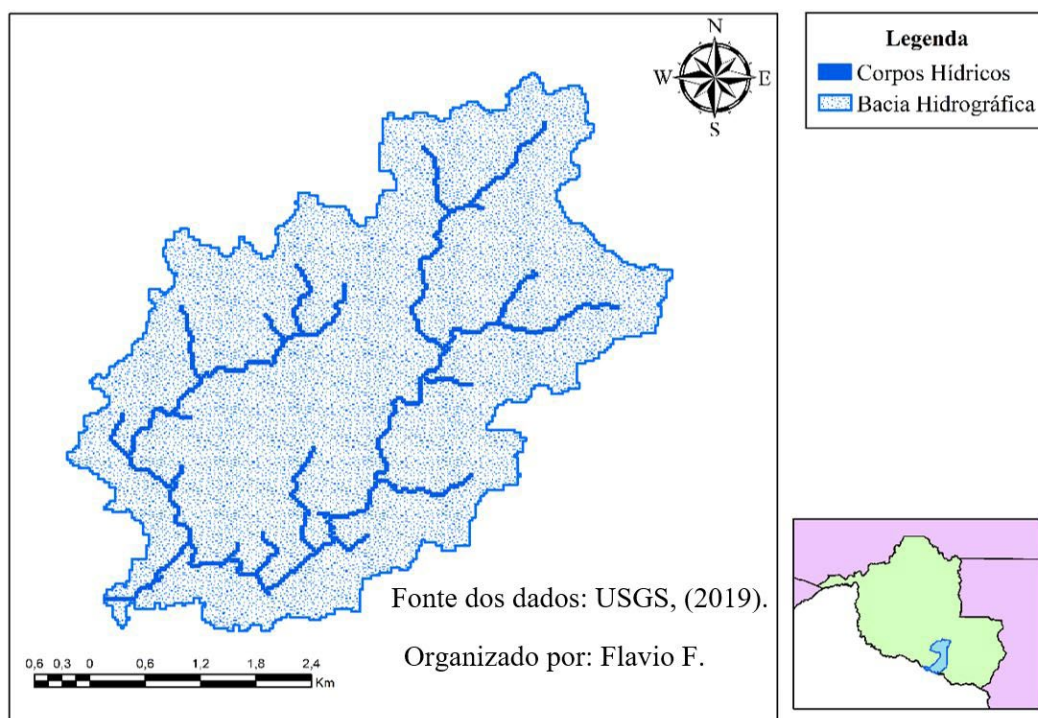 N
W E
S
Legenda
Corpos Hídricos
Bacia Hidrográfica
Fonte dos dados: USGS, (2019).
Organizado por: Flavio F.
0,6 0,3 0 0,6 1,2 1,8 2,4
Km